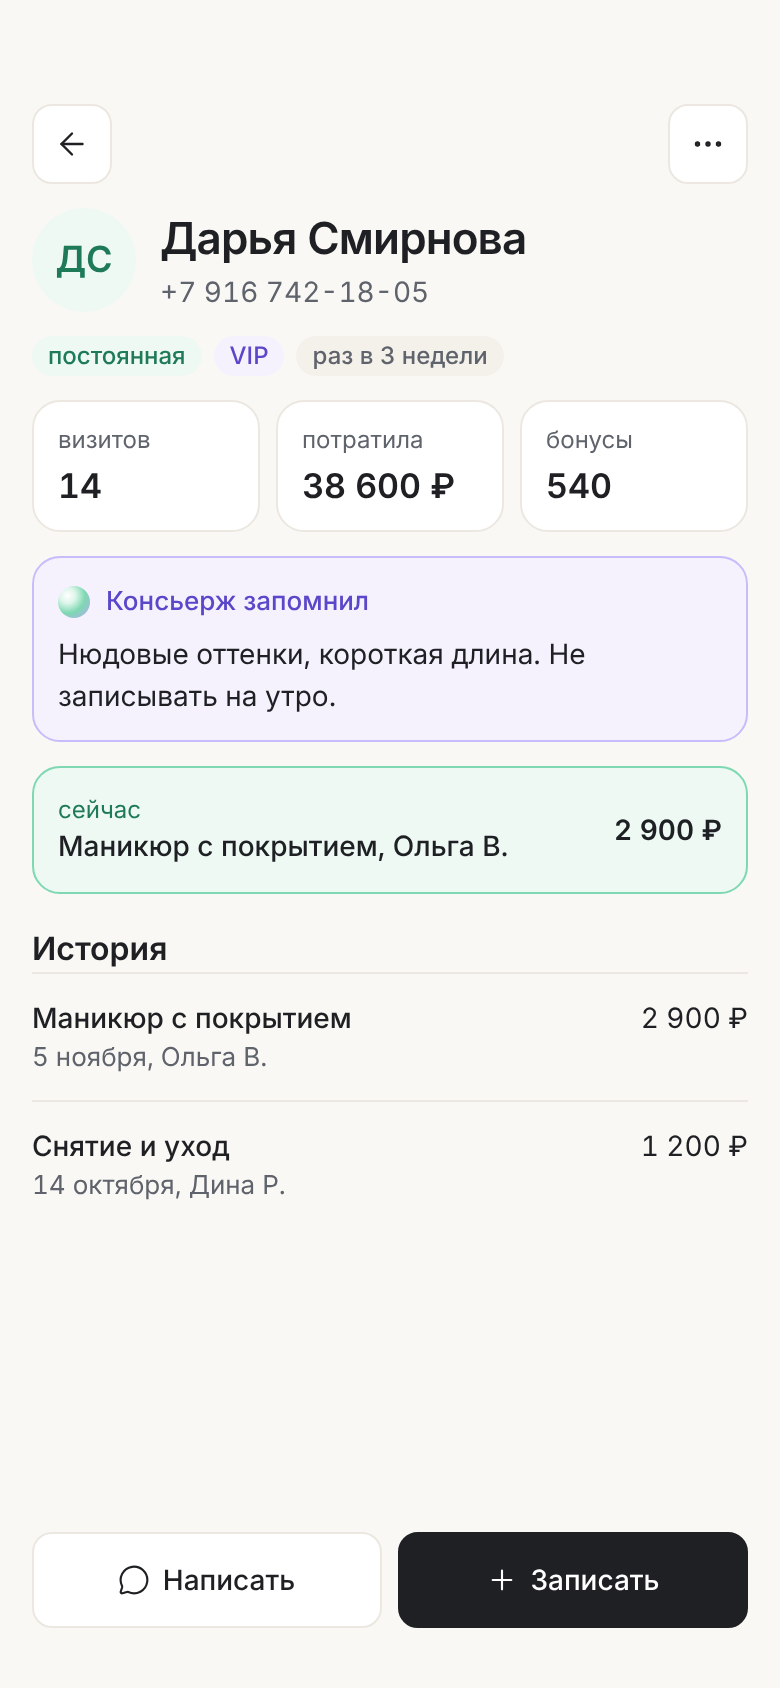 ДС
Дарья Смирнова
+7 916 742-18-05
постоянная VIP раз в 3 недели
визитов потратила бонусы
14 38 600 ₽ 540
Консьерж запомнил
Нюдовые оттенки, короткая длина. Не
записывать на утро.
сейчас
Маникюр с покрытием, Ольга В. 2 900 ₽
История
Маникюр с покрытием 2 900 ₽
5 ноября, Ольга В.
Снятие и уход 1 200 ₽
14 октября, Дина Р.
Написать Записать